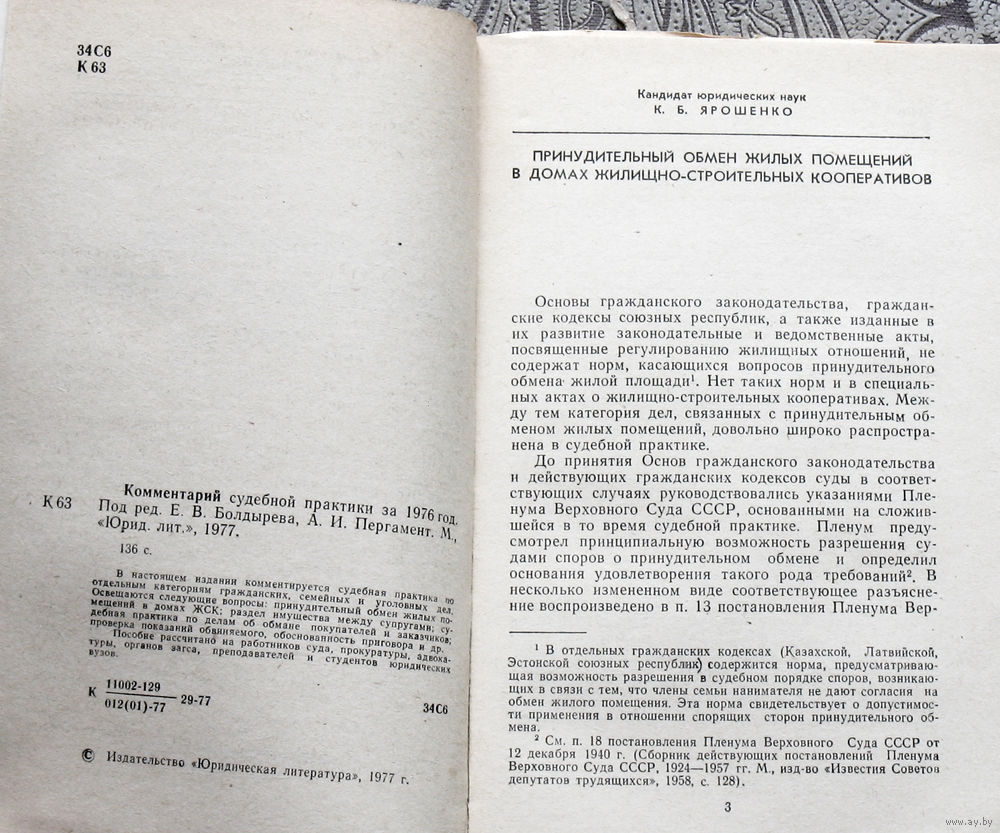 34С6
К 63
К 63
Комментарий судебной практики за 1976 год.
Под ред. Е. В. Болдырева, А. И. Пергамент. М.,
«Юрид. лит.», 1977.
136 с.
В настоящем издании комментируется судебная практика по
отдельным категориям гражданских, семейных и уголовных дел.
Освещаются следующие вопросы: принудительный обмен жилых по-
мещений в домах ЖСК; раздел имущества между супругами; су-
дебная практика по делам об обмане покупателей и заказчиков;
проверка показаний обвиняемого, обоснованность приговора и др.
Пособие рассчитано на работников суда, прокуратуры, адвока-
туры, органов загса, преподавателей и студентов юридических
вузов.
К 11002-129 29-77
012(01)-77
34С6
© Издательство «Юридическая литература», 1977 г.
Кандидат юридических наук
К. Б. ЯРОШЕНКО
ПРИНУДИТЕЛЬНЫЙ ОБМЕН ЖИЛЫХ ПОМЕЩЕНИЙ
В ДОМАХ ЖИЛИЩНО-СТРОИТЕЛЬНЫХ КООПЕРАТИВОВ
Основы гражданского законодательства, граждан-
ские кодексы союзных республик, а также изданные в
их развитие законодательные и ведомственные акты,
посвященные регулированию жилищных отношений, не
содержат норм, касающихся вопросов принудительного
обмена жилой площади¹. Нет таких норм и в специаль-
ных актах о жилищно-строительных кооперативах. Меж-
ду тем категория дел, связанных с принудительным об-
меном жилых помещений, довольно широко распростра-
нена в судебной практике.
До принятия Основ гражданского законодательства
и действующих гражданских кодексов суды в соответ-
ствующих случаях руководствовались указаниями Пле-
нума Верховного Суда СССР, основанными на сложив-
шейся в то время судебной практике. Пленум преду-
смотрел принципиальную возможность разрешения су-
дами споров о принудительном обмене и определил
основания удовлетворения такого рода требований². В
несколько измененном виде соответствующее разъясне-
ние воспроизведено в п. 13 постановления Пленума Вер-
¹ В отдельных гражданских кодексах (Казахской, Латвийской,
Эстонской союзных республик) содержится норма, предусматриваю-
щая возможность разрешения в судебном порядке споров, возникаю-
щих в связи с тем, что члены семьи нанимателя не дают согласия на
обмен жилого помещения. Эта норма свидетельствует о допустимос-
ти применения в отношении спорящих сторон принудительного об-
мена.
² См. п. 18 постановления Пленума Верховного Суда СССР от
12 декабря 1940 г. (Сборник действующих постановлений Пленума
Верховного Суда СССР, 1924—1957 гг. М., изд-во «Известия Советов
депутатов трудящихся», 1958, с. 128).
3
www.ay.by